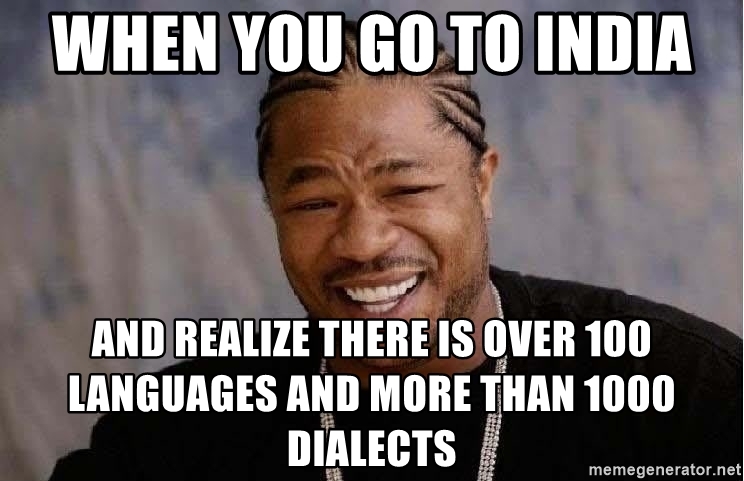 WHEN YOU GO TO INDIA
AND REALIZE THERE IS OVER 100
LANGUAGES AND MORE THAN 1000
DIALECTS
memegenerator.net